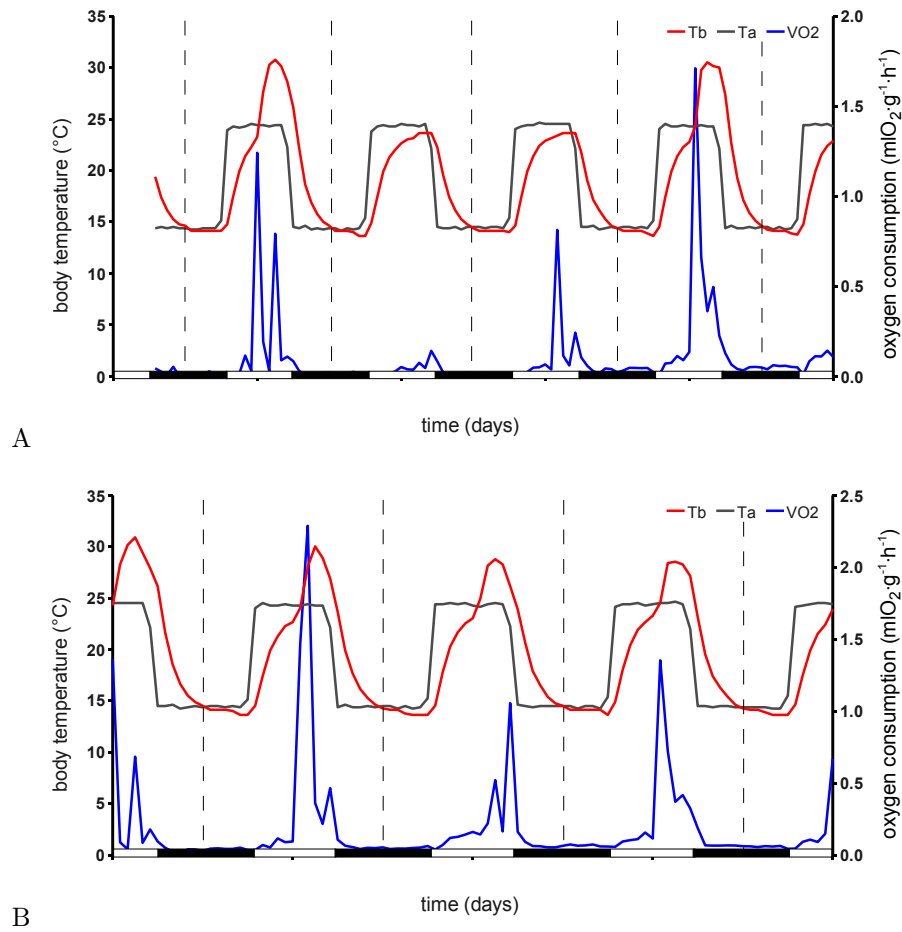 35
30
25
20
15
10
5
0
body temperature (°C)
Tb Ta VO2
2.0
1.5
1.0
0.5
0.0
oxygen consumption (mlO₂·g⁻¹·h⁻¹)
time (days)
A
35
30
25
20
15
10
5
0
body temperature (°C)
Tb Ta VO2
2.5
2.0
1.5
1.0
0.5
0.0
oxygen consumption (mlO₂·g⁻¹·h⁻¹)
time (days)
B